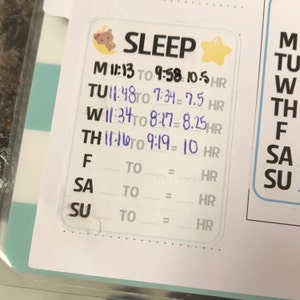 SLEEP
M 11:13 TO 9:58 = 10.5 HR
TU 11:48 TO 7:34 = 7.5 HR
W 11:34 TO 8:17 = 8.25 HR
TH 11:16 TO 9:19 = 10 HR
F TO = HR
SA TO = HR
SU TO = HR
M
TU
W
TH
F
SA
SU